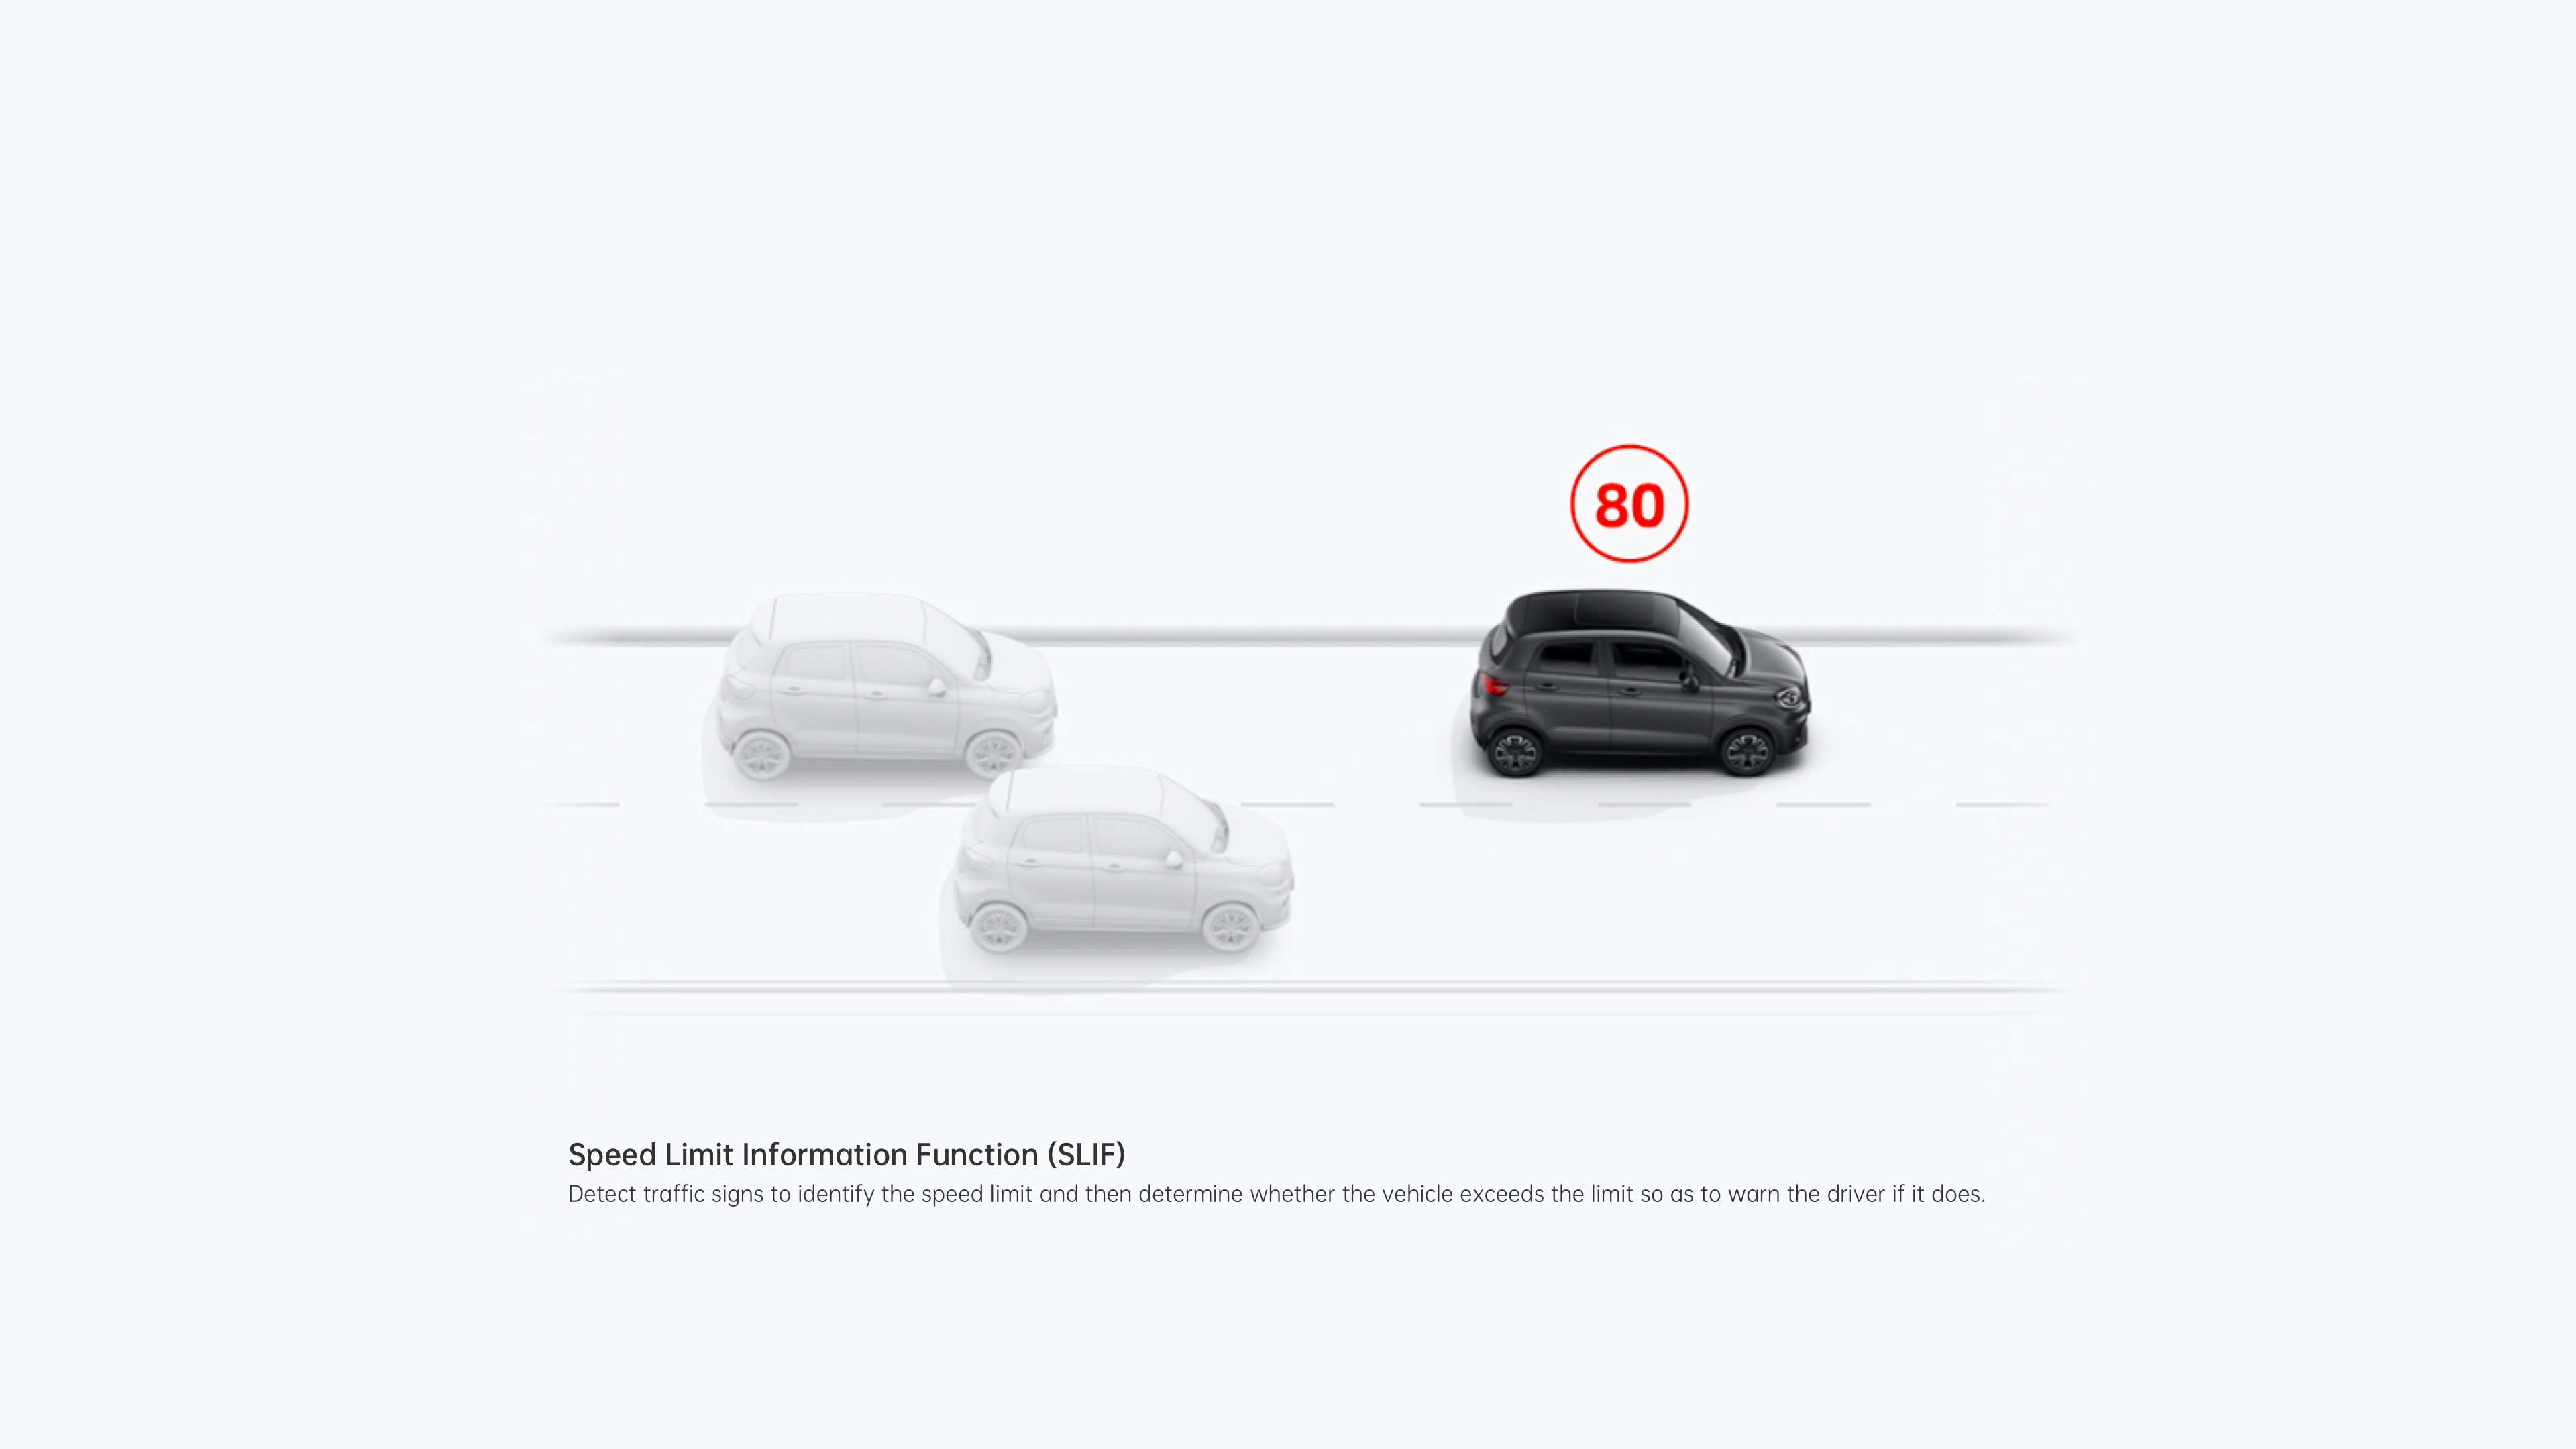 80
Speed Limit Information Function (SLIF)
Detect traffic signs to identify the speed limit and then determine whether the vehicle exceeds the limit so as to warn the driver if it does.